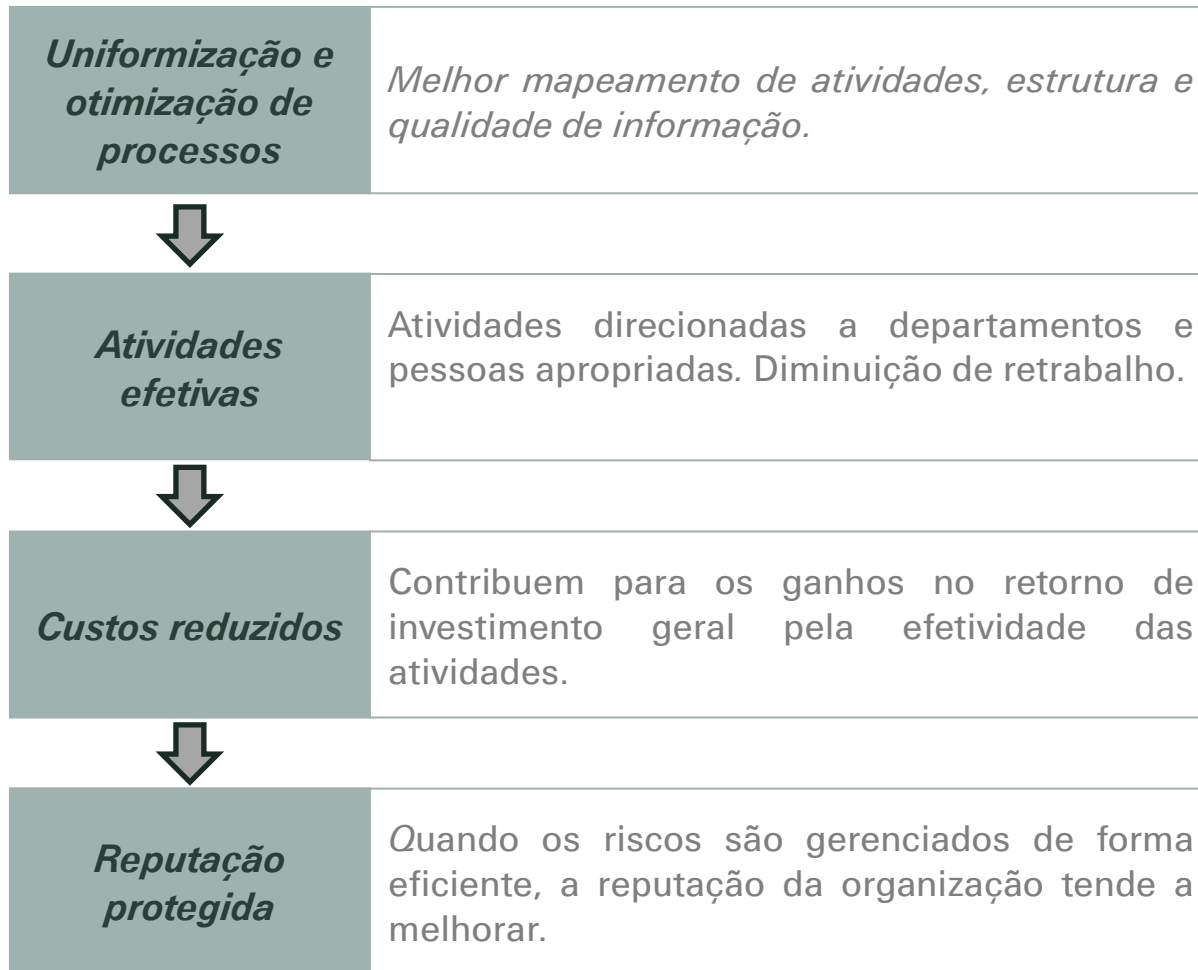 Uniformização e
otimização de
processos
Melhor mapeamento de atividades, estrutura e
qualidade de informação.
Atividades
efetivas
Atividades direcionadas a departamentos e
pessoas apropriadas. Diminuição de retrabalho.
Custos reduzidos
Contribuem para os ganhos no retorno de
investimento geral pela efetividade das
atividades.
Reputação
protegida
Quando os riscos são gerenciados de forma
eficiente, a reputação da organização tende a
melhorar.